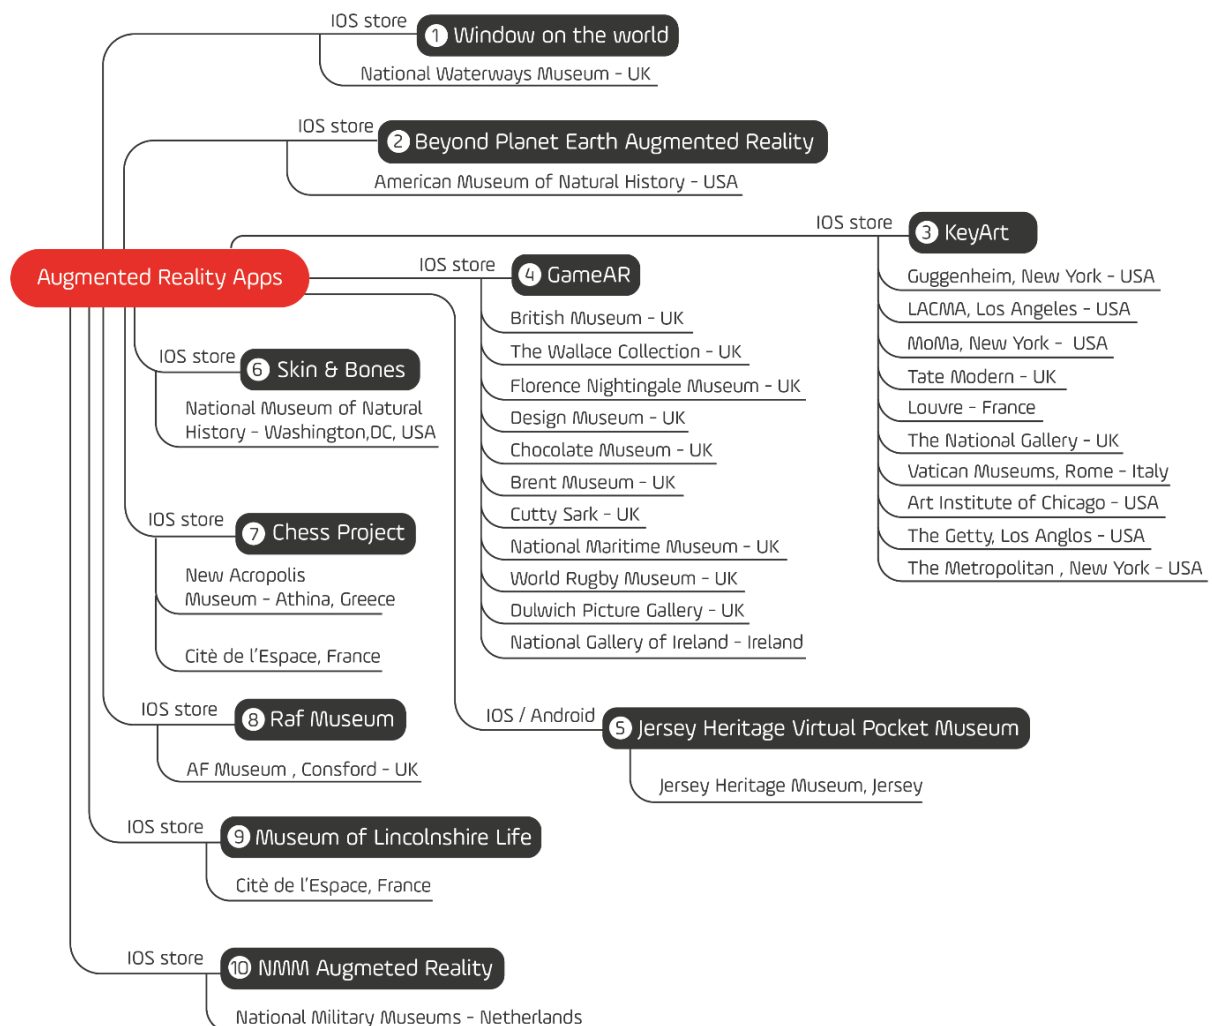 IOS store
1 Window on the world
National Waterways Museum - UK
IOS store
2 Beyond Planet Earth Augmented Reality
American Museum of Natural History - USA
IOS store
3 KeyArt
Guggenheim, New York - USA
LACMA, Los Angeles - USA
MoMa, New York - USA
Tate Modern - UK
Louvre - France
The National Gallery - UK
Vatican Museums, Rome - Italy
Art Institute of Chicago - USA
The Getty, Los Anglos - USA
The Metropolitan , New York - USA
Augmented Reality Apps
IOS store
4 GameAR
British Museum - UK
The Wallace Collection - UK
Florence Nightingale Museum - UK
Design Museum - UK
Chocolate Museum - UK
Brent Museum - UK
Cutty Sark - UK
National Maritime Museum - UK
World Rugby Museum - UK
Dulwich Picture Gallery - UK
National Gallery of Ireland - Ireland
IOS / Android
5 Jersey Heritage Virtual Pocket Museum
Jersey Heritage Museum, Jersey
IOS store
6 Skin & Bones
National Museum of Natural
History - Washington,DC, USA
IOS store
7 Chess Project
New Acropolis
Museum - Athina, Greece
Citè de l'Espace, France
IOS store
8 Raf Museum
AF Museum , Consford - UK
IOS store
9 Museum of Lincolnshire Life
Citè de l'Espace, France
IOS store
10 NMM Augmeted Reality
National Military Museums - Netherlands